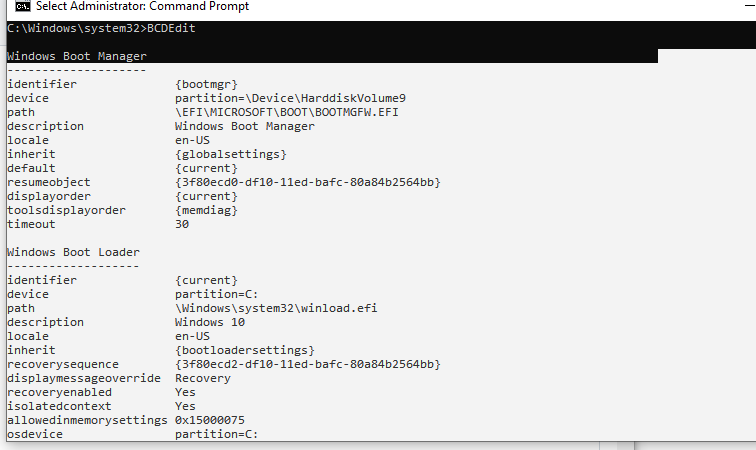 Select Administrator: Command Prompt
C:\Windows\system32>BCDEdit
Windows Boot Manager
--------------------
identifier              {bootmgr}
device                  partition=\Device\HarddiskVolume9
path                    \EFI\MICROSOFT\BOOT\BOOTMGFW.EFI
description             Windows Boot Manager
locale                  en-US
inherit                 {globalsettings}
default                 {current}
resumeobject            {3f80ecd0-df10-11ed-bafc-80a84b2564bb}
displayorder            {current}
toolsdisplayorder       {memdiag}
timeout                 30
Windows Boot Loader
-------------------
identifier              {current}
device                  partition=C:
path                    \Windows\system32\winload.efi
description             Windows 10
locale                  en-US
inherit                 {bootloadersettings}
recoverysequence        {3f80ecd2-df10-11ed-bafc-80a84b2564bb}
displaymessageoverride  Recovery
recoveryenabled         Yes
isolatedcontext         Yes
allowedinmemorysettings 0x15000075
osdevice                partition=C: